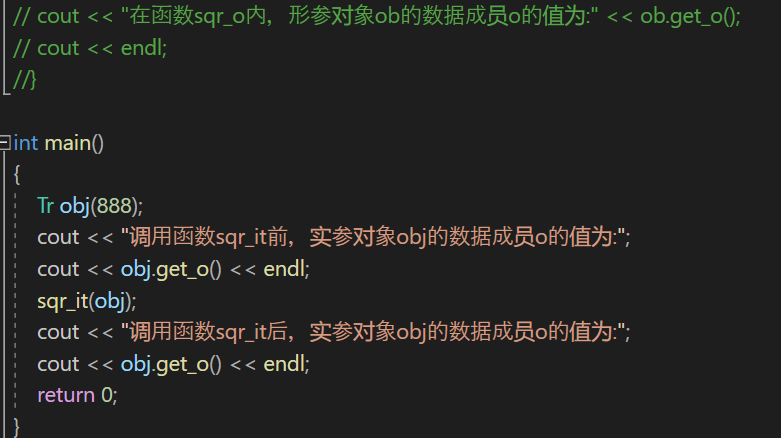 // cout << "在函数sqr_o内，形参对象ob的数据成员o的值为:" << ob.get_o();
// cout << endl;
//}
int main()
{
Tr obj(888);
cout << "调用函数sqr_it前，实参对象obj的数据成员o的值为:";
cout << obj.get_o() << endl;
sqr_it(obj);
cout << "调用函数sqr_it后，实参对象obj的数据成员o的值为:";
cout << obj.get_o() << endl;
return 0;
}